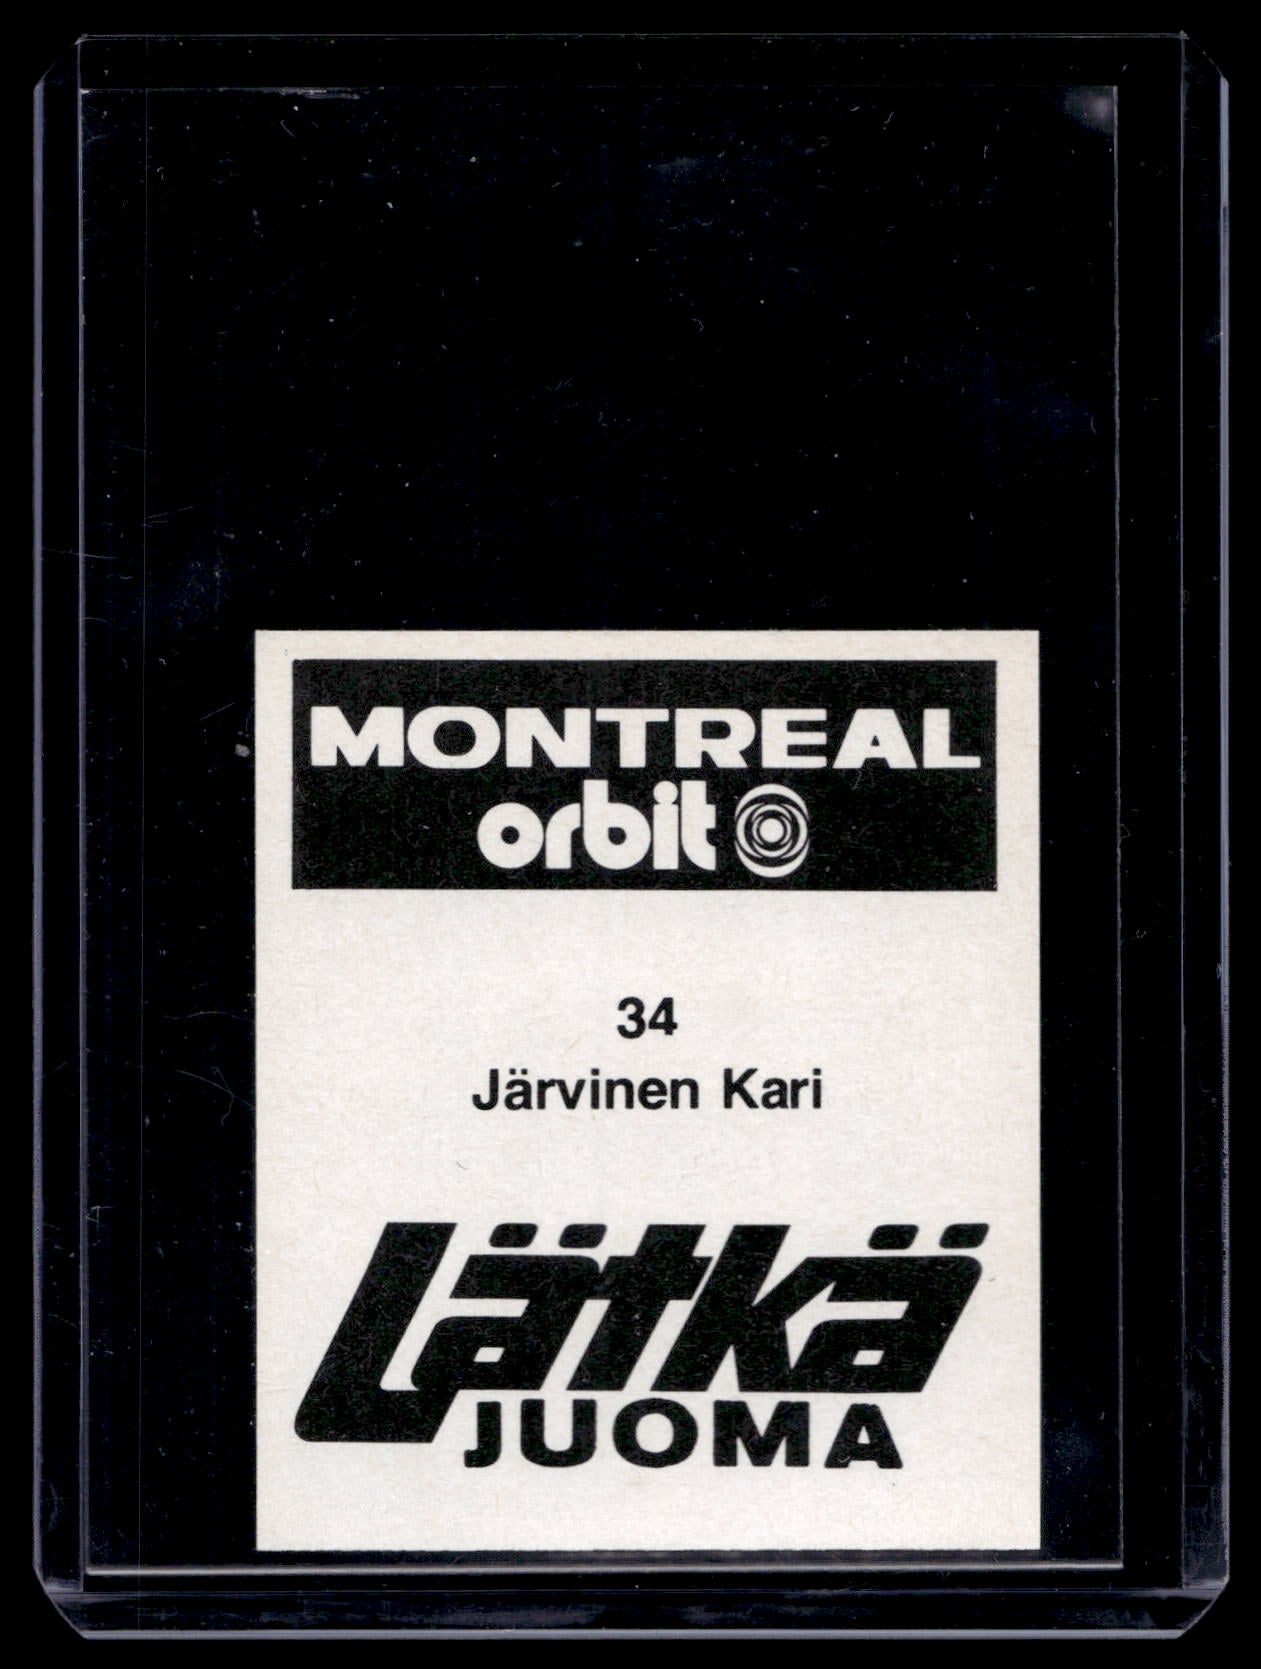 MONTREAL
orbit
34
Järvinen Kari
Lätkä
JUOMA